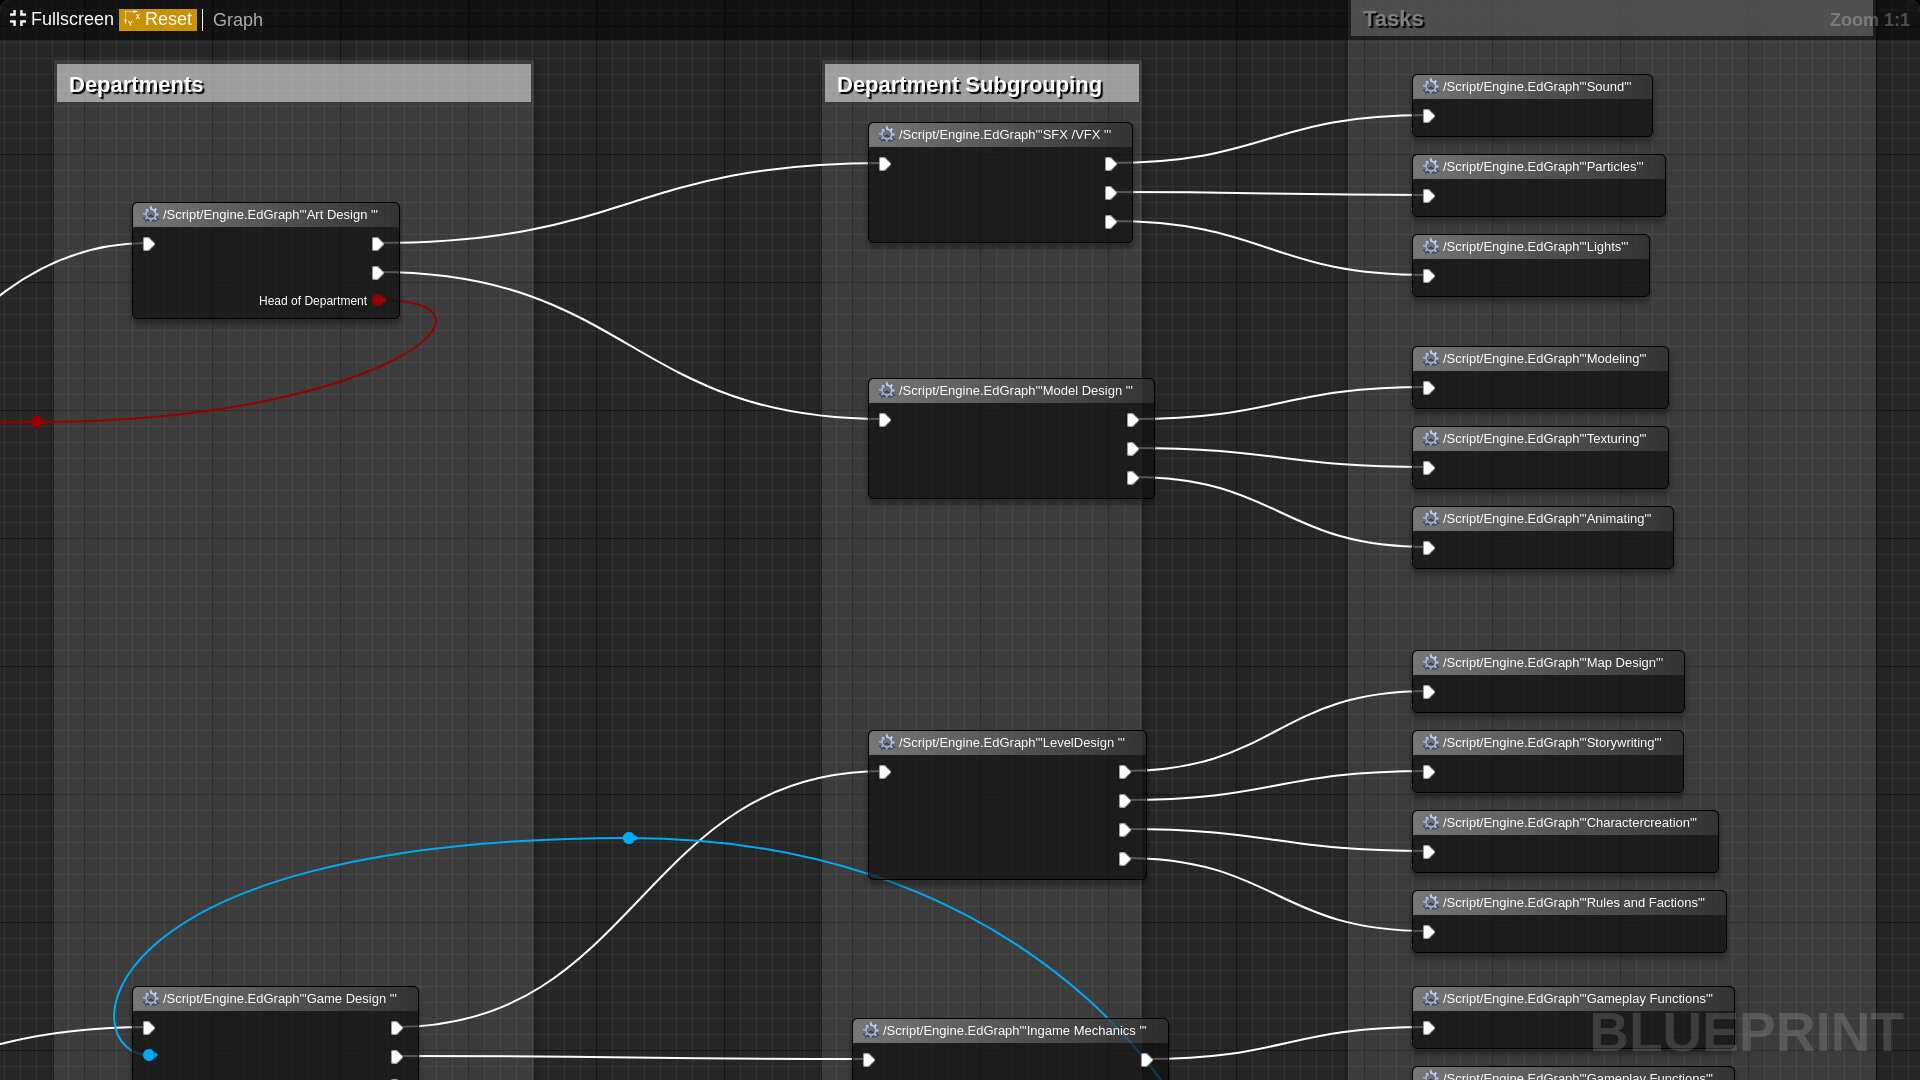 Fullscreen Reset Graph
Tasks
Zoom 1:1
Departments
Department Subgrouping
/Script/Engine.EdGraph'"Sound"'
/Script/Engine.EdGraph'"SFX /VFX "'
/Script/Engine.EdGraph'"Particles"'
/Script/Engine.EdGraph'"Art Design "'
Head of Department
/Script/Engine.EdGraph'"Lights"'
/Script/Engine.EdGraph'"Modeling"'
/Script/Engine.EdGraph'"Model Design "'
/Script/Engine.EdGraph'"Texturing"'
/Script/Engine.EdGraph'"Animating"'
/Script/Engine.EdGraph'"Map Design"'
/Script/Engine.EdGraph'"LevelDesign "'
/Script/Engine.EdGraph'"Storywriting"'
/Script/Engine.EdGraph'"Charactercreation"'
/Script/Engine.EdGraph'"Rules and Factions"'
/Script/Engine.EdGraph'"Game Design "'
/Script/Engine.EdGraph'"Gameplay Functions"'
/Script/Engine.EdGraph'"Ingame Mechanics "'
BLUEPRINT
/Script/Engine.EdGraph'"Gameplay Functions"'